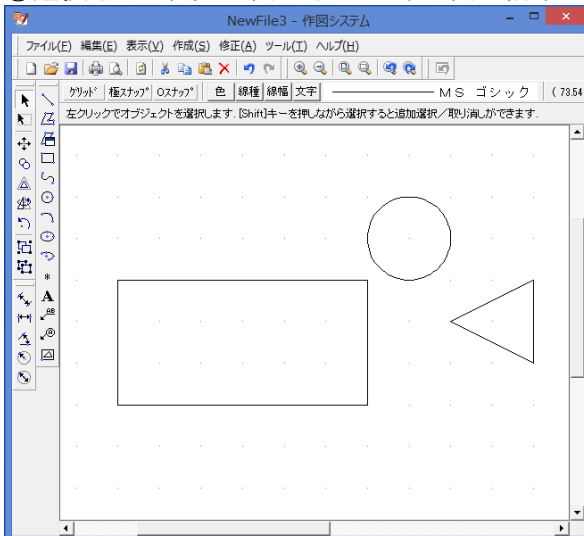 NewFile3 - 作図システム
ファイル(F) 編集(E) 表示(V) 作成(S) 修正(A) ツール(T) ヘルプ(H)
ｸﾞﾘｯﾄﾞ 極ｽﾅｯﾌﾟ Oｽﾅｯﾌﾟ 色 線種 線幅 文字 ＭＳ ゴシック ( 73.54
左クリックでオブジェクトを選択します. [Shift]キーを押しながら選択すると追加選択／取り消しができます.
A